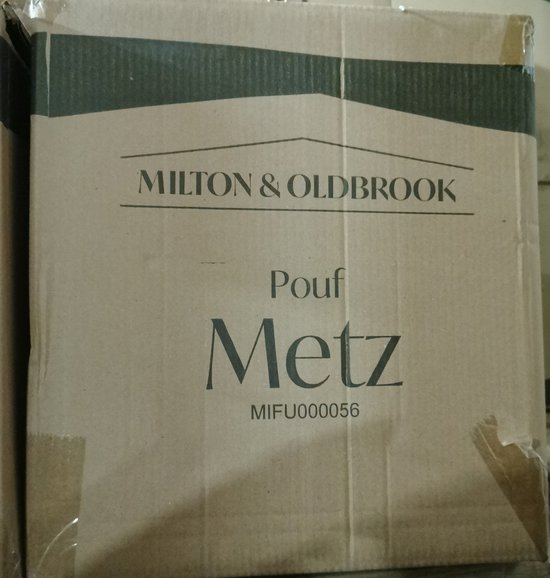 MILTON & OLDBROOK
Pouf
Metz
MIFU000056